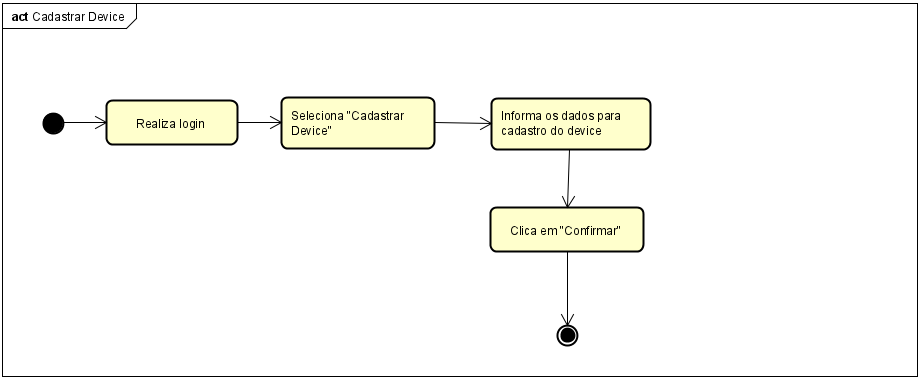 act Cadastrar Device
Realiza login
Seleciona "Cadastrar
Device"
Informa os dados para
cadastro do device
Clica em "Confirmar"